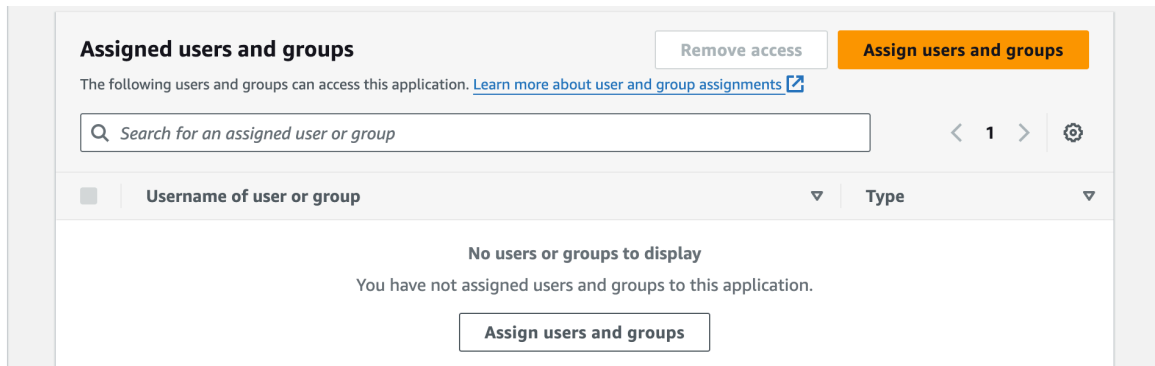 Assigned users and groups
Remove access
Assign users and groups
The following users and groups can access this application. Learn more about user and group assignments
Search for an assigned user or group
1
Username of user or group
Type
No users or groups to display
You have not assigned users and groups to this application.
Assign users and groups